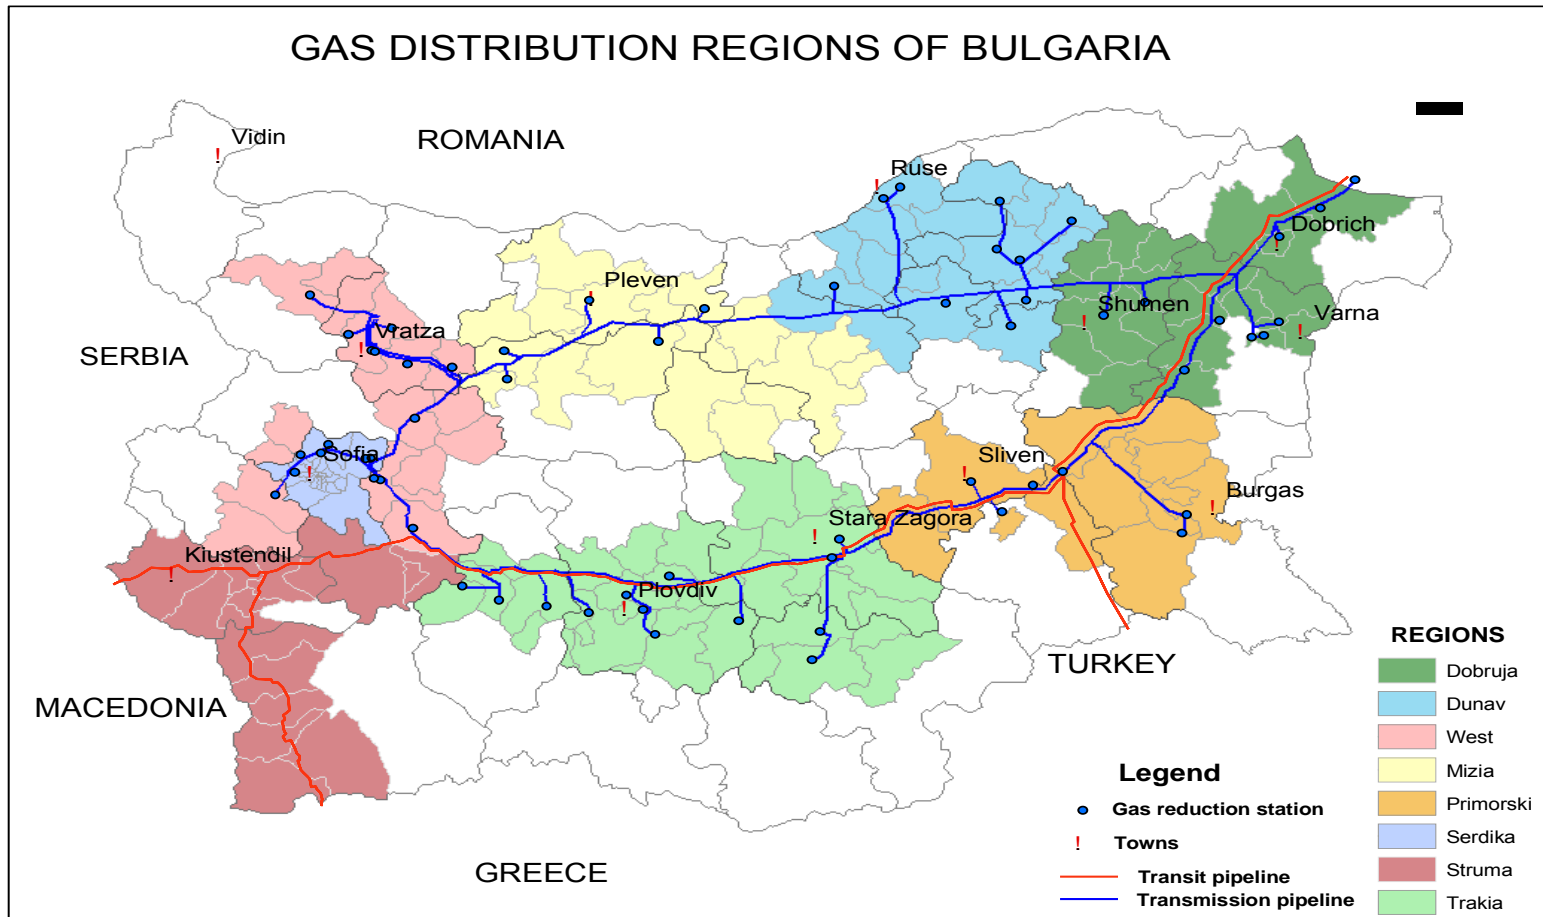 GAS DISTRIBUTION REGIONS OF BULGARIA
Vidin
ROMANIA
Ruse
Dobrich
Pleven
Shumen
Varna
Vratza
SERBIA
Sofia
Sliven
Burgas
Stara Zagora
Kiustendil
Plovdiv
TURKEY
MACEDONIA
GREECE
REGIONS
Dobruja
Dunav
West
Mizia
Primorski
Serdika
Struma
Trakia
Legend
Gas reduction station
! Towns
Transit pipeline
Transmission pipeline